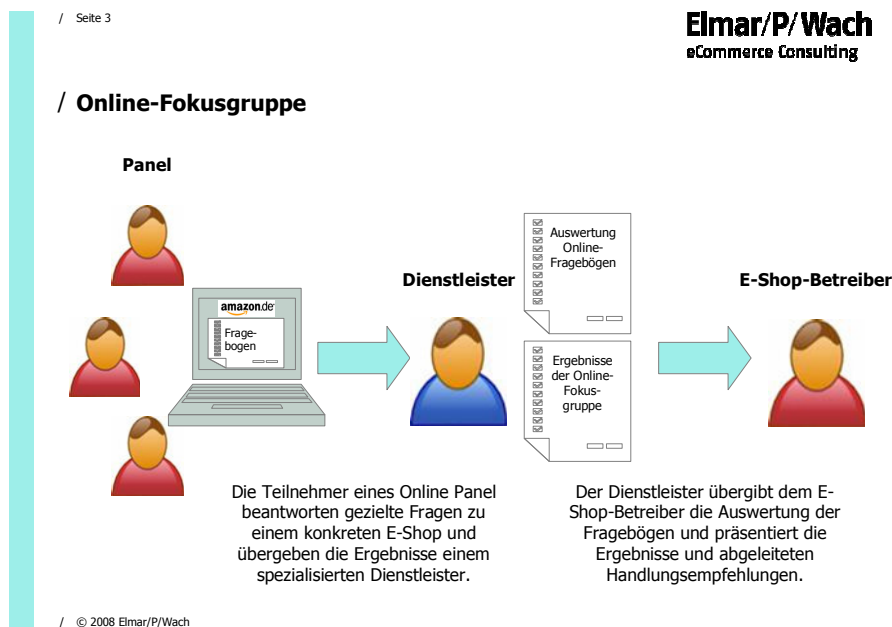 / Seite 3
Elmar/P/Wach
eCommerce Consulting
/ Online-Fokusgruppe
Panel
amazon.de
Frage-
bogen
Dienstleister
Auswertung
Online-
Fragebögen
Ergebnisse
der Online-
Fokus-
gruppe
E-Shop-Betreiber
Die Teilnehmer eines Online Panel
beantworten gezielte Fragen zu
einem konkreten E-Shop und
übergeben die Ergebnisse einem
spezialisierten Dienstleister.
Der Dienstleister übergibt dem E-
Shop-Betreiber die Auswertung der
Fragebögen und präsentiert die
Ergebnisse und abgeleiteten
Handlungsempfehlungen.
/ © 2008 Elmar/P/Wach